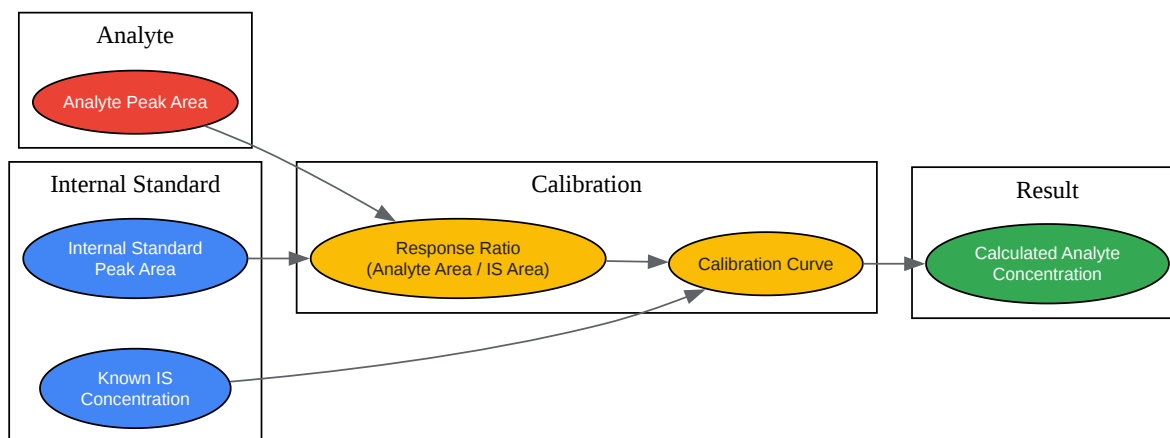 Analyte
Analyte Peak Area
Internal Standard
Internal Standard
Peak Area
Known IS
Concentration
Calibration
Response Ratio
(Analyte Area / IS Area)
Calibration Curve
Result
Calculated Analyte
Concentration